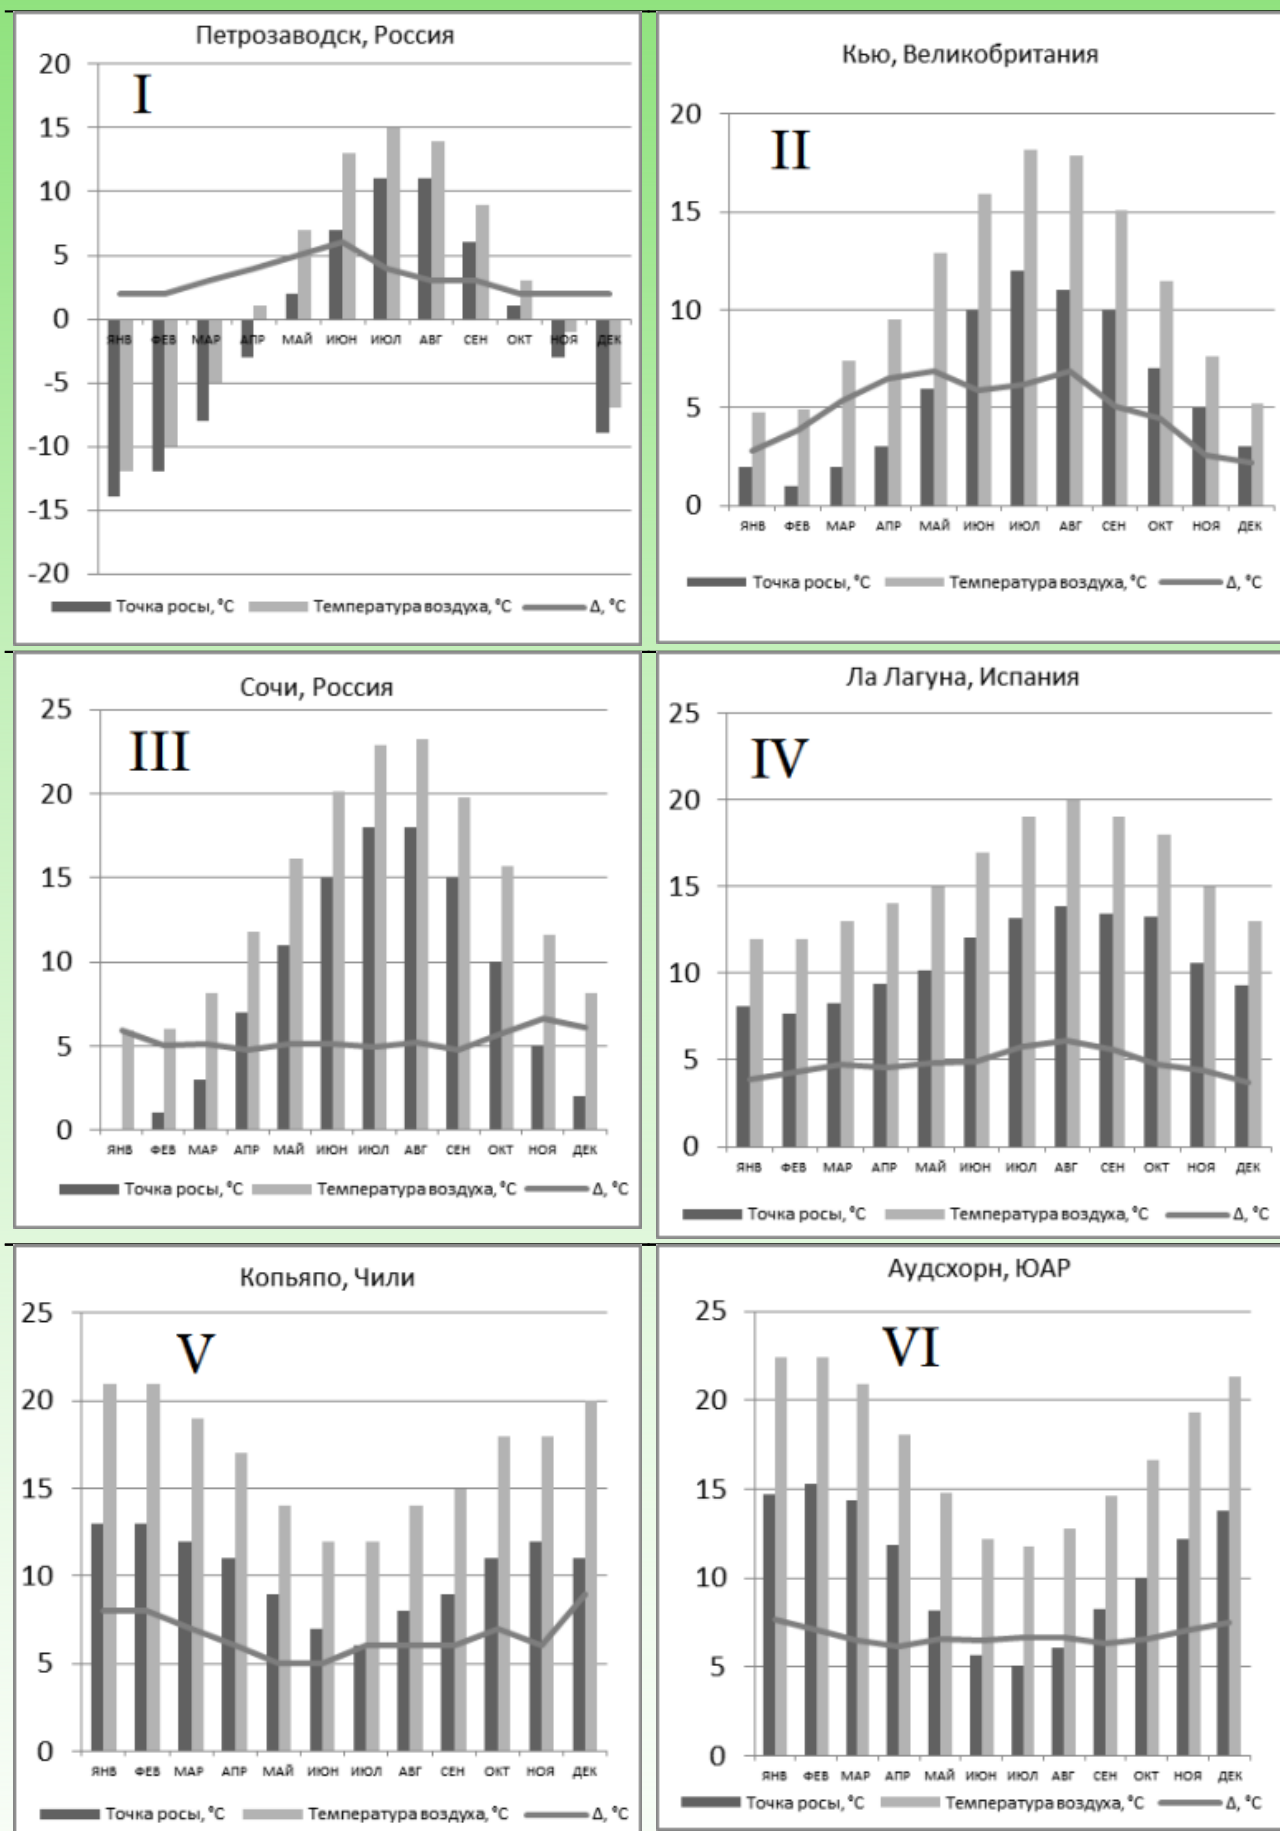 Петрозаводск, Россия
I
20
15
10
5
0
-5
-10
-15
-20
ЯНВ ФЕВ МАР АПР МАЙ ИЮН ИЮЛ АВГ СЕН ОКТ НОЯ ДЕК
Точка росы, °C Температура воздуха, °C Δ, °C
Кью, Великобритания
II
20
15
10
5
0
ЯНВ ФЕВ МАР АПР МАЙ ИЮН ИЮЛ АВГ СЕН ОКТ НОЯ ДЕК
Точка росы, °C Температура воздуха, °C Δ, °C
Сочи, Россия
III
25
20
15
10
5
0
ЯНВ ФЕВ МАР АПР МАЙ ИЮН ИЮЛ АВГ СЕН ОКТ НОЯ ДЕК
Точка росы, °C Температура воздуха, °C Δ, °C
Ла Лагуна, Испания
IV
25
20
15
10
5
0
ЯНВ ФЕВ МАР АПР МАЙ ИЮН ИЮЛ АВГ СЕН ОКТ НОЯ ДЕК
Точка росы, °C Температура воздуха, °C Δ, °C
Копьяпо, Чили
V
25
20
15
10
5
0
ЯНВ ФЕВ МАР АПР МАЙ ИЮН ИЮЛ АВГ СЕН ОКТ НОЯ ДЕК
Точка росы, °C Температура воздуха, °C Δ, °C
Аудсхорн, ЮАР
VI
25
20
15
10
5
0
ЯНВ ФЕВ МАР АПР МАЙ ИЮН ИЮЛ АВГ СЕН ОКТ НОЯ ДЕК
Точка росы, °C Температура воздуха, °C Δ, °C